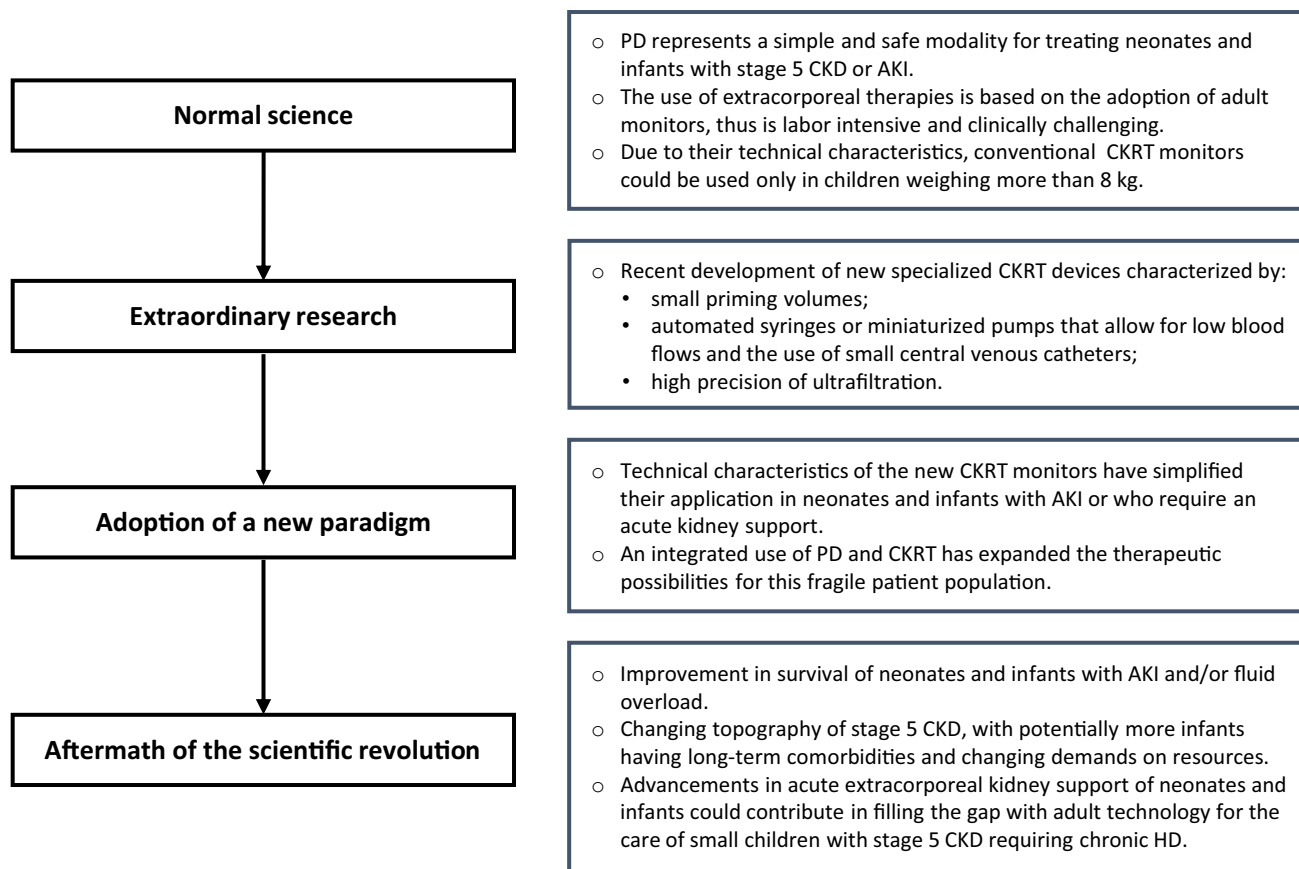 Normal science
○ PD represents a simple and safe modality for treating neonates and
infants with stage 5 CKD or AKI.
○ The use of extracorporeal therapies is based on the adoption of adult
monitors, thus is labor intensive and clinically challenging.
○ Due to their technical characteristics, conventional CKRT monitors
could be used only in children weighing more than 8 kg.
Extraordinary research
○ Recent development of new specialized CKRT devices characterized by:
• small priming volumes;
• automated syringes or miniaturized pumps that allow for low blood
flows and the use of small central venous catheters;
• high precision of ultrafiltration.
Adoption of a new paradigm
○ Technical characteristics of the new CKRT monitors have simplified
their application in neonates and infants with AKI or who require an
acute kidney support.
○ An integrated use of PD and CKRT has expanded the therapeutic
possibilities for this fragile patient population.
Aftermath of the scientific revolution
○ Improvement in survival of neonates and infants with AKI and/or fluid
overload.
○ Changing topography of stage 5 CKD, with potentially more infants
having long-term comorbidities and changing demands on resources.
○ Advancements in acute extracorporeal kidney support of neonates and
infants could contribute in filling the gap with adult technology for the
care of small children with stage 5 CKD requiring chronic HD.